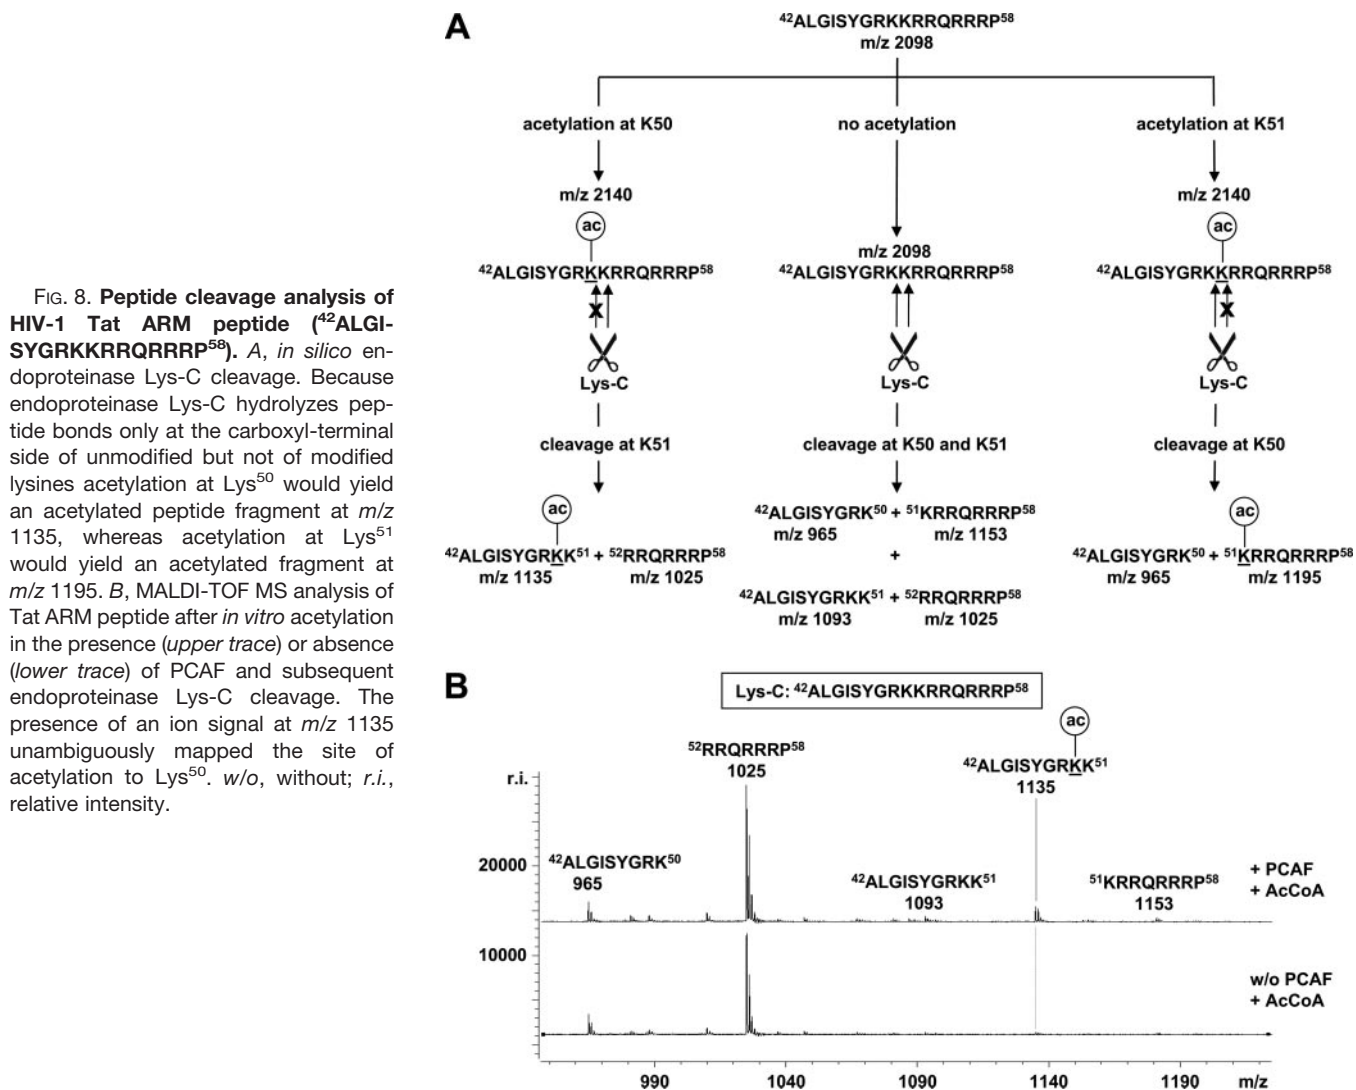 FIG. 8. Peptide cleavage analysis of
HIV-1 Tat ARM peptide (⁴²ALGI-
SYGRKKRRQRRRP⁵⁸). A, in silico en-
doproteinase Lys-C cleavage. Because
endoproteinase Lys-C hydrolyzes pep-
tide bonds only at the carboxyl-terminal
side of unmodified but not of modified
lysines acetylation at Lys⁵⁰ would yield
an acetylated peptide fragment at m/z
1135, whereas acetylation at Lys⁵¹
would yield an acetylated fragment at
m/z 1195. B, MALDI-TOF MS analysis of
Tat ARM peptide after in vitro acetylation
in the presence (upper trace) or absence
(lower trace) of PCAF and subsequent
endoproteinase Lys-C cleavage. The
presence of an ion signal at m/z 1135
unambiguously mapped the site of
acetylation to Lys⁵⁰. w/o, without; r.i.,
relative intensity.
A
⁴²ALGISYGRKKRRQRRRP⁵⁸
m/z 2098
acetylation at K50 no acetylation acetylation at K51
m/z 2140 m/z 2098 m/z 2140
ac ac
⁴²ALGISYGRKKRRQRRRP⁵⁸ ⁴²ALGISYGRKKRRQRRRP⁵⁸ ⁴²ALGISYGRKKRRQRRRP⁵⁸
X X
Lys-C Lys-C Lys-C
cleavage at K51 cleavage at K50 and K51 cleavage at K50
ac ac
⁴²ALGISYGRKK⁵¹ + ⁵²RRQRRRP⁵⁸
m/z 1135 m/z 1025
⁴²ALGISYGRK⁵⁰ + ⁵¹KRRQRRRP⁵⁸
m/z 965 m/z 1153
+
⁴²ALGISYGRKK⁵¹ + ⁵²RRQRRRP⁵⁸
m/z 1093 m/z 1025
⁴²ALGISYGRK⁵⁰ + ⁵¹KRRQRRRP⁵⁸
m/z 965 m/z 1195
B
Lys-C: ⁴²ALGISYGRKKRRQRRRP⁵⁸
ac
⁵²RRQRRRP⁵⁸ ⁴²ALGISYGRKK⁵¹
1025 1135
r.i.
⁴²ALGISYGRK⁵⁰ ⁴²ALGISYGRKK⁵¹ ⁵¹KRRQRRRP⁵⁸
965 1093 1153
20000
+ PCAF
+ AcCoA
10000
w/o PCAF
+ AcCoA
990 1040 1090 1140 1190 m/z